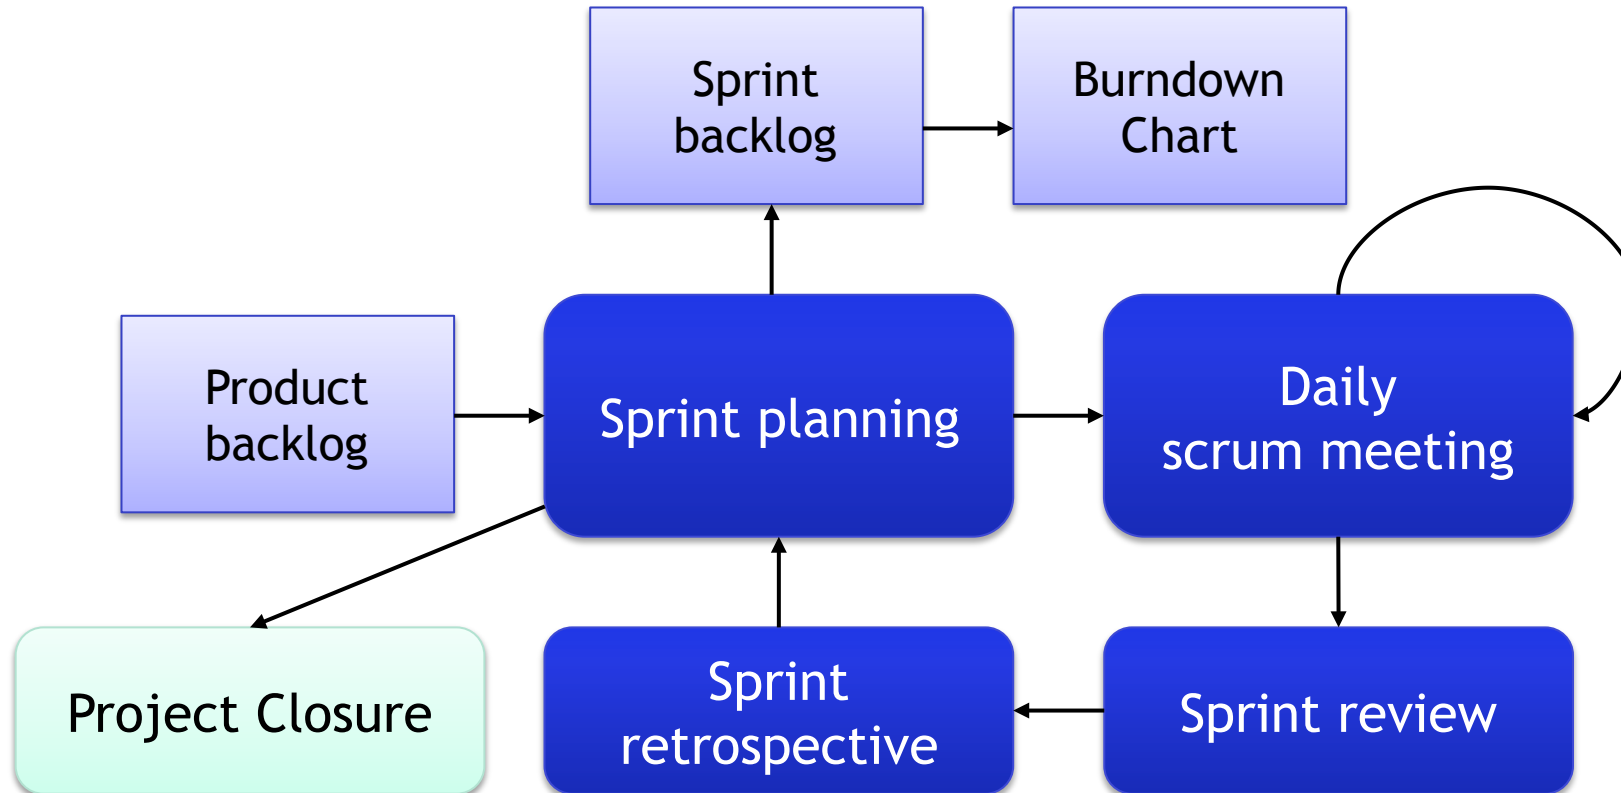 Sprint
backlog
Burndown
Chart
Product
backlog
Sprint planning
Daily
scrum meeting
Project Closure
Sprint
retrospective
Sprint review